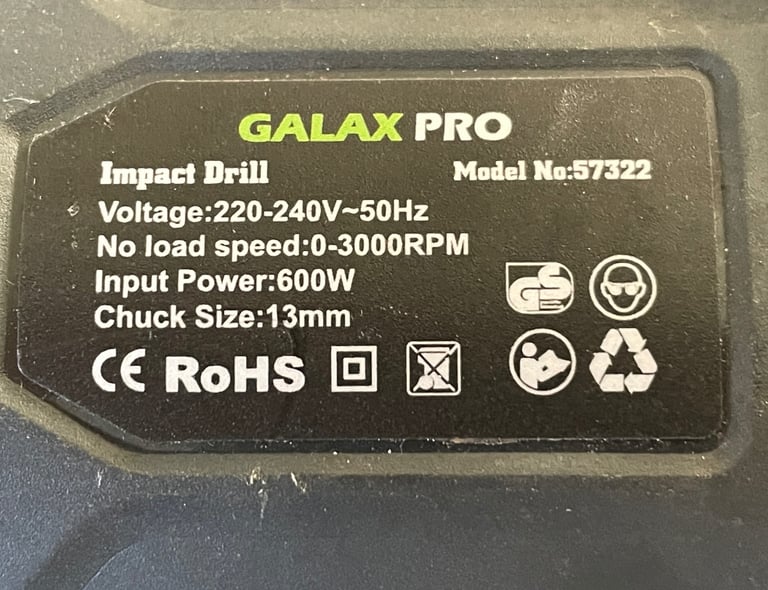 GALAX PRO
Impact Drill
Model No:57322
Voltage:220-240V~50Hz
No load speed:0-3000RPM
Input Power:600W
Chuck Size:13mm
GS
CE RoHS